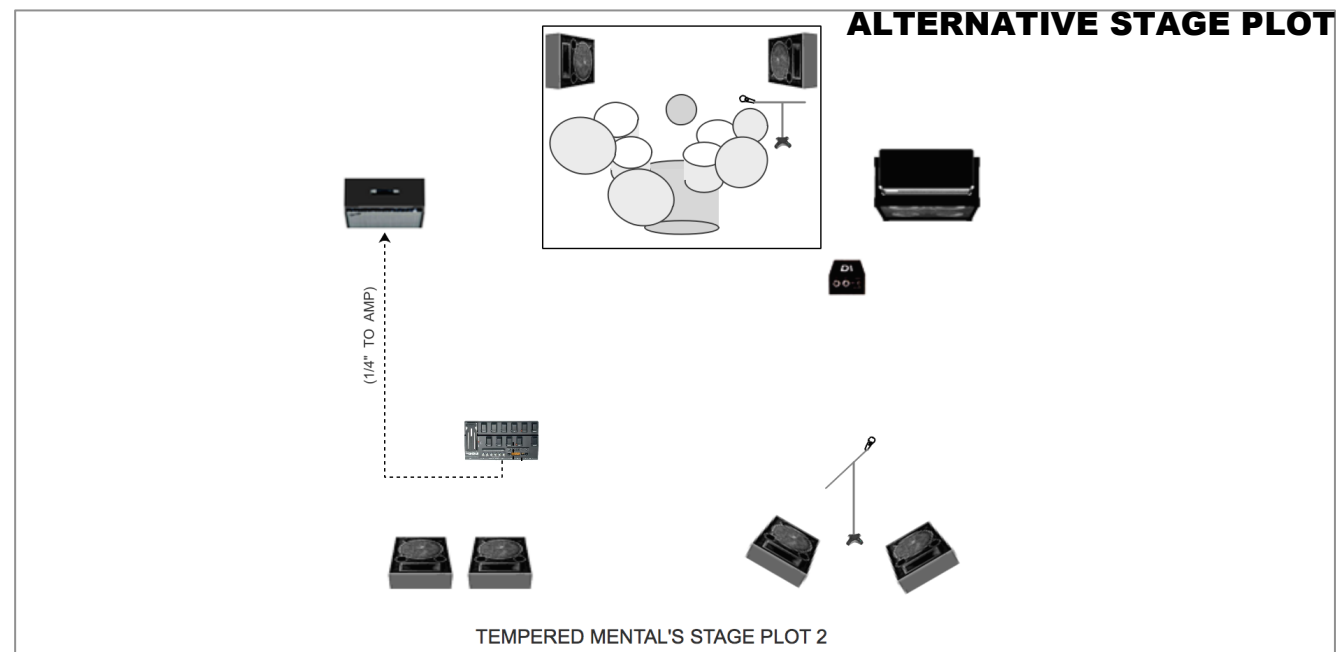 ALTERNATIVE STAGE PLOT
DI
(1/4" TO AMP)
TEMPERED MENTAL'S STAGE PLOT 2